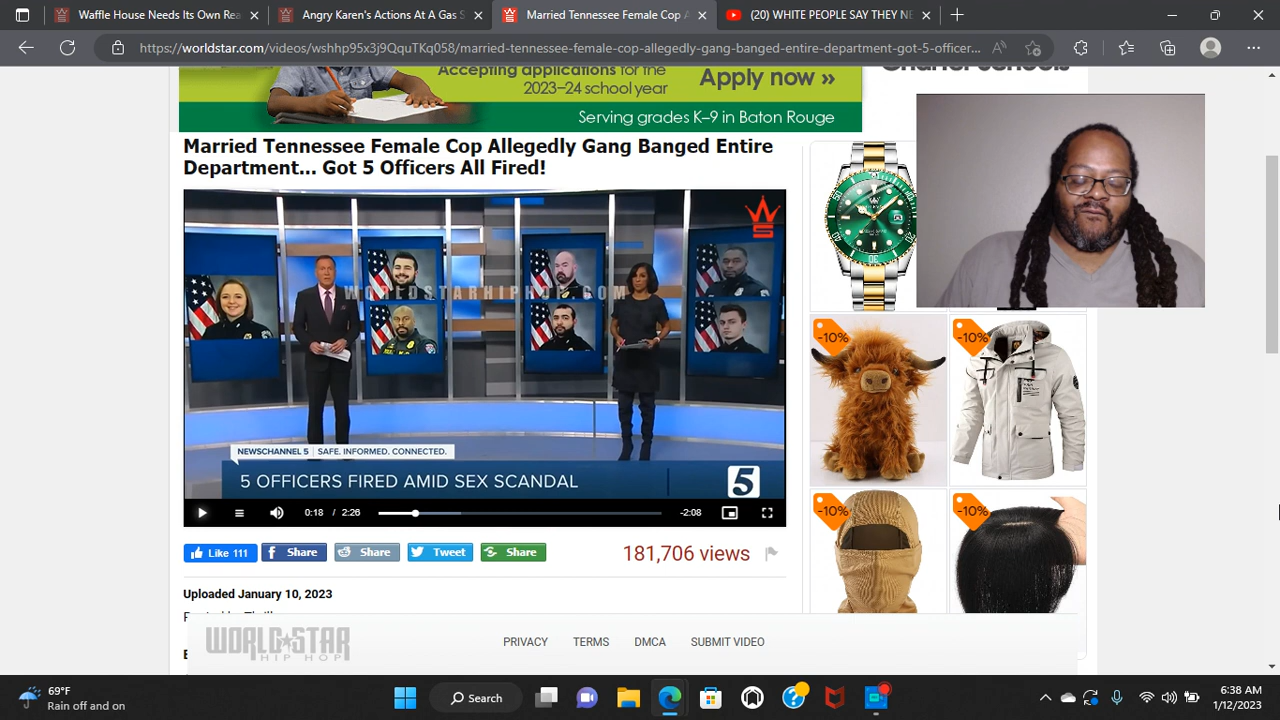 Waffle House Needs Its Own Rea
Angry Karen's Actions At A Gas S
Married Tennessee Female Cop A
(20) WHITE PEOPLE SAY THEY NE
https://worldstar.com/videos/wshhp95x3j9QquTKq058/married-tennessee-female-cop-allegedly-gang-banged-entire-department-got-5-officer...
Accepting applications for the
2023–24 school year
Apply now »
Charter Schools
Serving grades K–9 in Baton Rouge
Married Tennessee Female Cop Allegedly Gang Banged Entire
Department... Got 5 Officers All Fired!
WORLDSTARHIPHOP.COM
NEWSCHANNEL 5 | SAFE. INFORMED. CONNECTED.
5 OFFICERS FIRED AMID SEX SCANDAL
5
0:18 / 2:26
-2:08
-10%
-10%
-10%
-10%
Like 111
Share
Share
Tweet
Share
181,706 views
Uploaded January 10, 2023
WORLD STAR
HIP HOP
PRIVACY
TERMS
DMCA
SUBMIT VIDEO
69°F
Rain off and on
Search
6:38 AM
1/12/2023